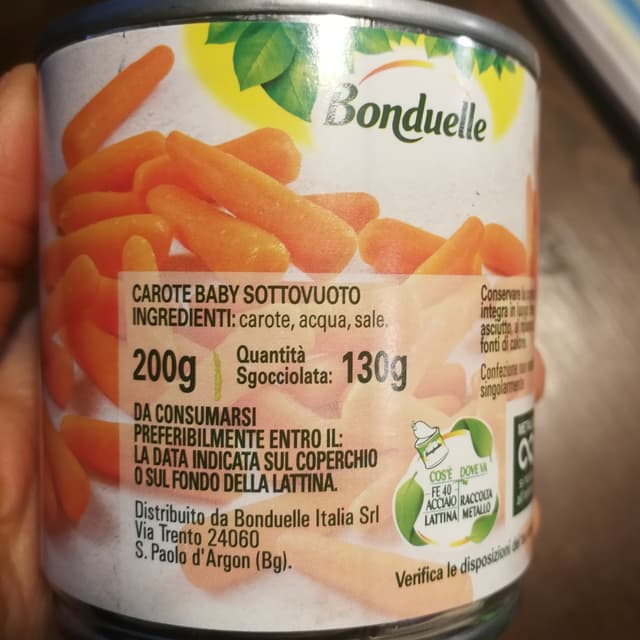 Bonduelle
CAROTE BABY SOTTOVUOTO
INGREDIENTI: carote, acqua, sale.
200g
Quantità
Sgocciolata: 130g
DA CONSUMARSI
PREFERIBILMENTE ENTRO IL:
LA DATA INDICATA SUL COPERCHIO
O SUL FONDO DELLA LATTINA.
Distribuito da Bonduelle Italia Srl
Via Trento 24060
S. Paolo d'Argon (Bg).
Conservare la
integra in
asciutto, al
fonti di calore.
Confezione non
singolarmente
COS'È DOVE VA
FE 40
ACCIAIO
LATTINA
RACCOLTA
METALLO
Verifica le disposizioni